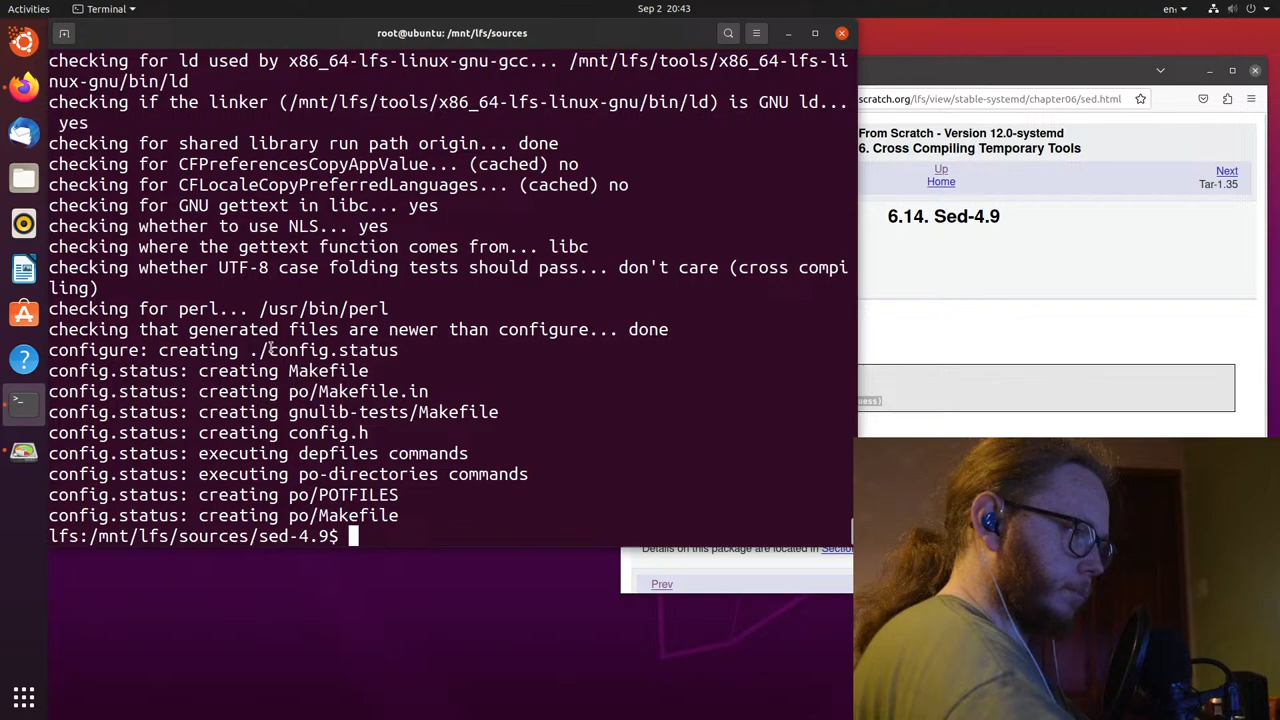 Activities
Terminal
Sep 2 20:43
en
root@ubuntu: /mnt/lfs/sources
checking for ld used by x86_64-lfs-linux-gnu-gcc... /mnt/lfs/tools/x86_64-lfs-li
nux-gnu/bin/ld
checking if the linker (/mnt/lfs/tools/x86_64-lfs-linux-gnu/bin/ld) is GNU ld...
yes
checking for shared library run path origin... done
checking for CFPreferencesCopyAppValue... (cached) no
checking for CFLocaleCopyPreferredLanguages... (cached) no
checking for GNU gettext in libc... yes
checking whether to use NLS... yes
checking where the gettext function comes from... libc
checking whether UTF-8 case folding tests should pass... don't care (cross compi
ling)
checking for perl... /usr/bin/perl
checking that generated files are newer than configure... done
configure: creating ./config.status
config.status: creating Makefile
config.status: creating po/Makefile.in
config.status: creating gnulib-tests/Makefile
config.status: creating config.h
config.status: executing depfiles commands
config.status: executing po-directories commands
config.status: creating po/POTFILES
config.status: creating po/Makefile
lfs:/mnt/lfs/sources/sed-4.9$
scratch.org/lfs/view/stable-systemd/chapter06/sed.html
From Scratch - Version 12.0-systemd
6. Cross Compiling Temporary Tools
Up
Home
Next
Tar-1.35
6.14. Sed-4.9
uess)
Details on this package are located in Section
Prev